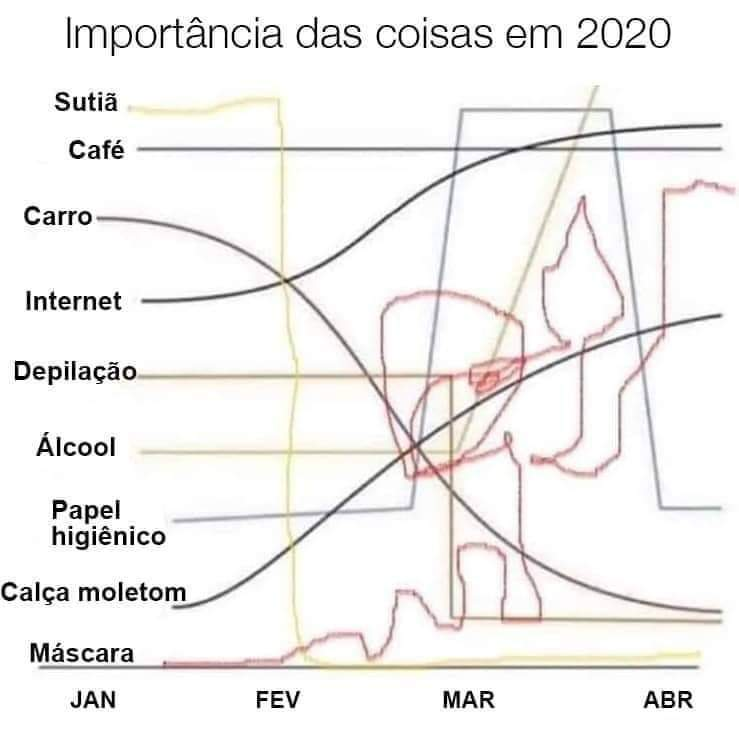 Importância das coisas em 2020
Sutiã
Café
Carro
Internet
Depilação
Álcool
Papel
higiênico
Calça moletom
Máscara
JAN FEV MAR ABR